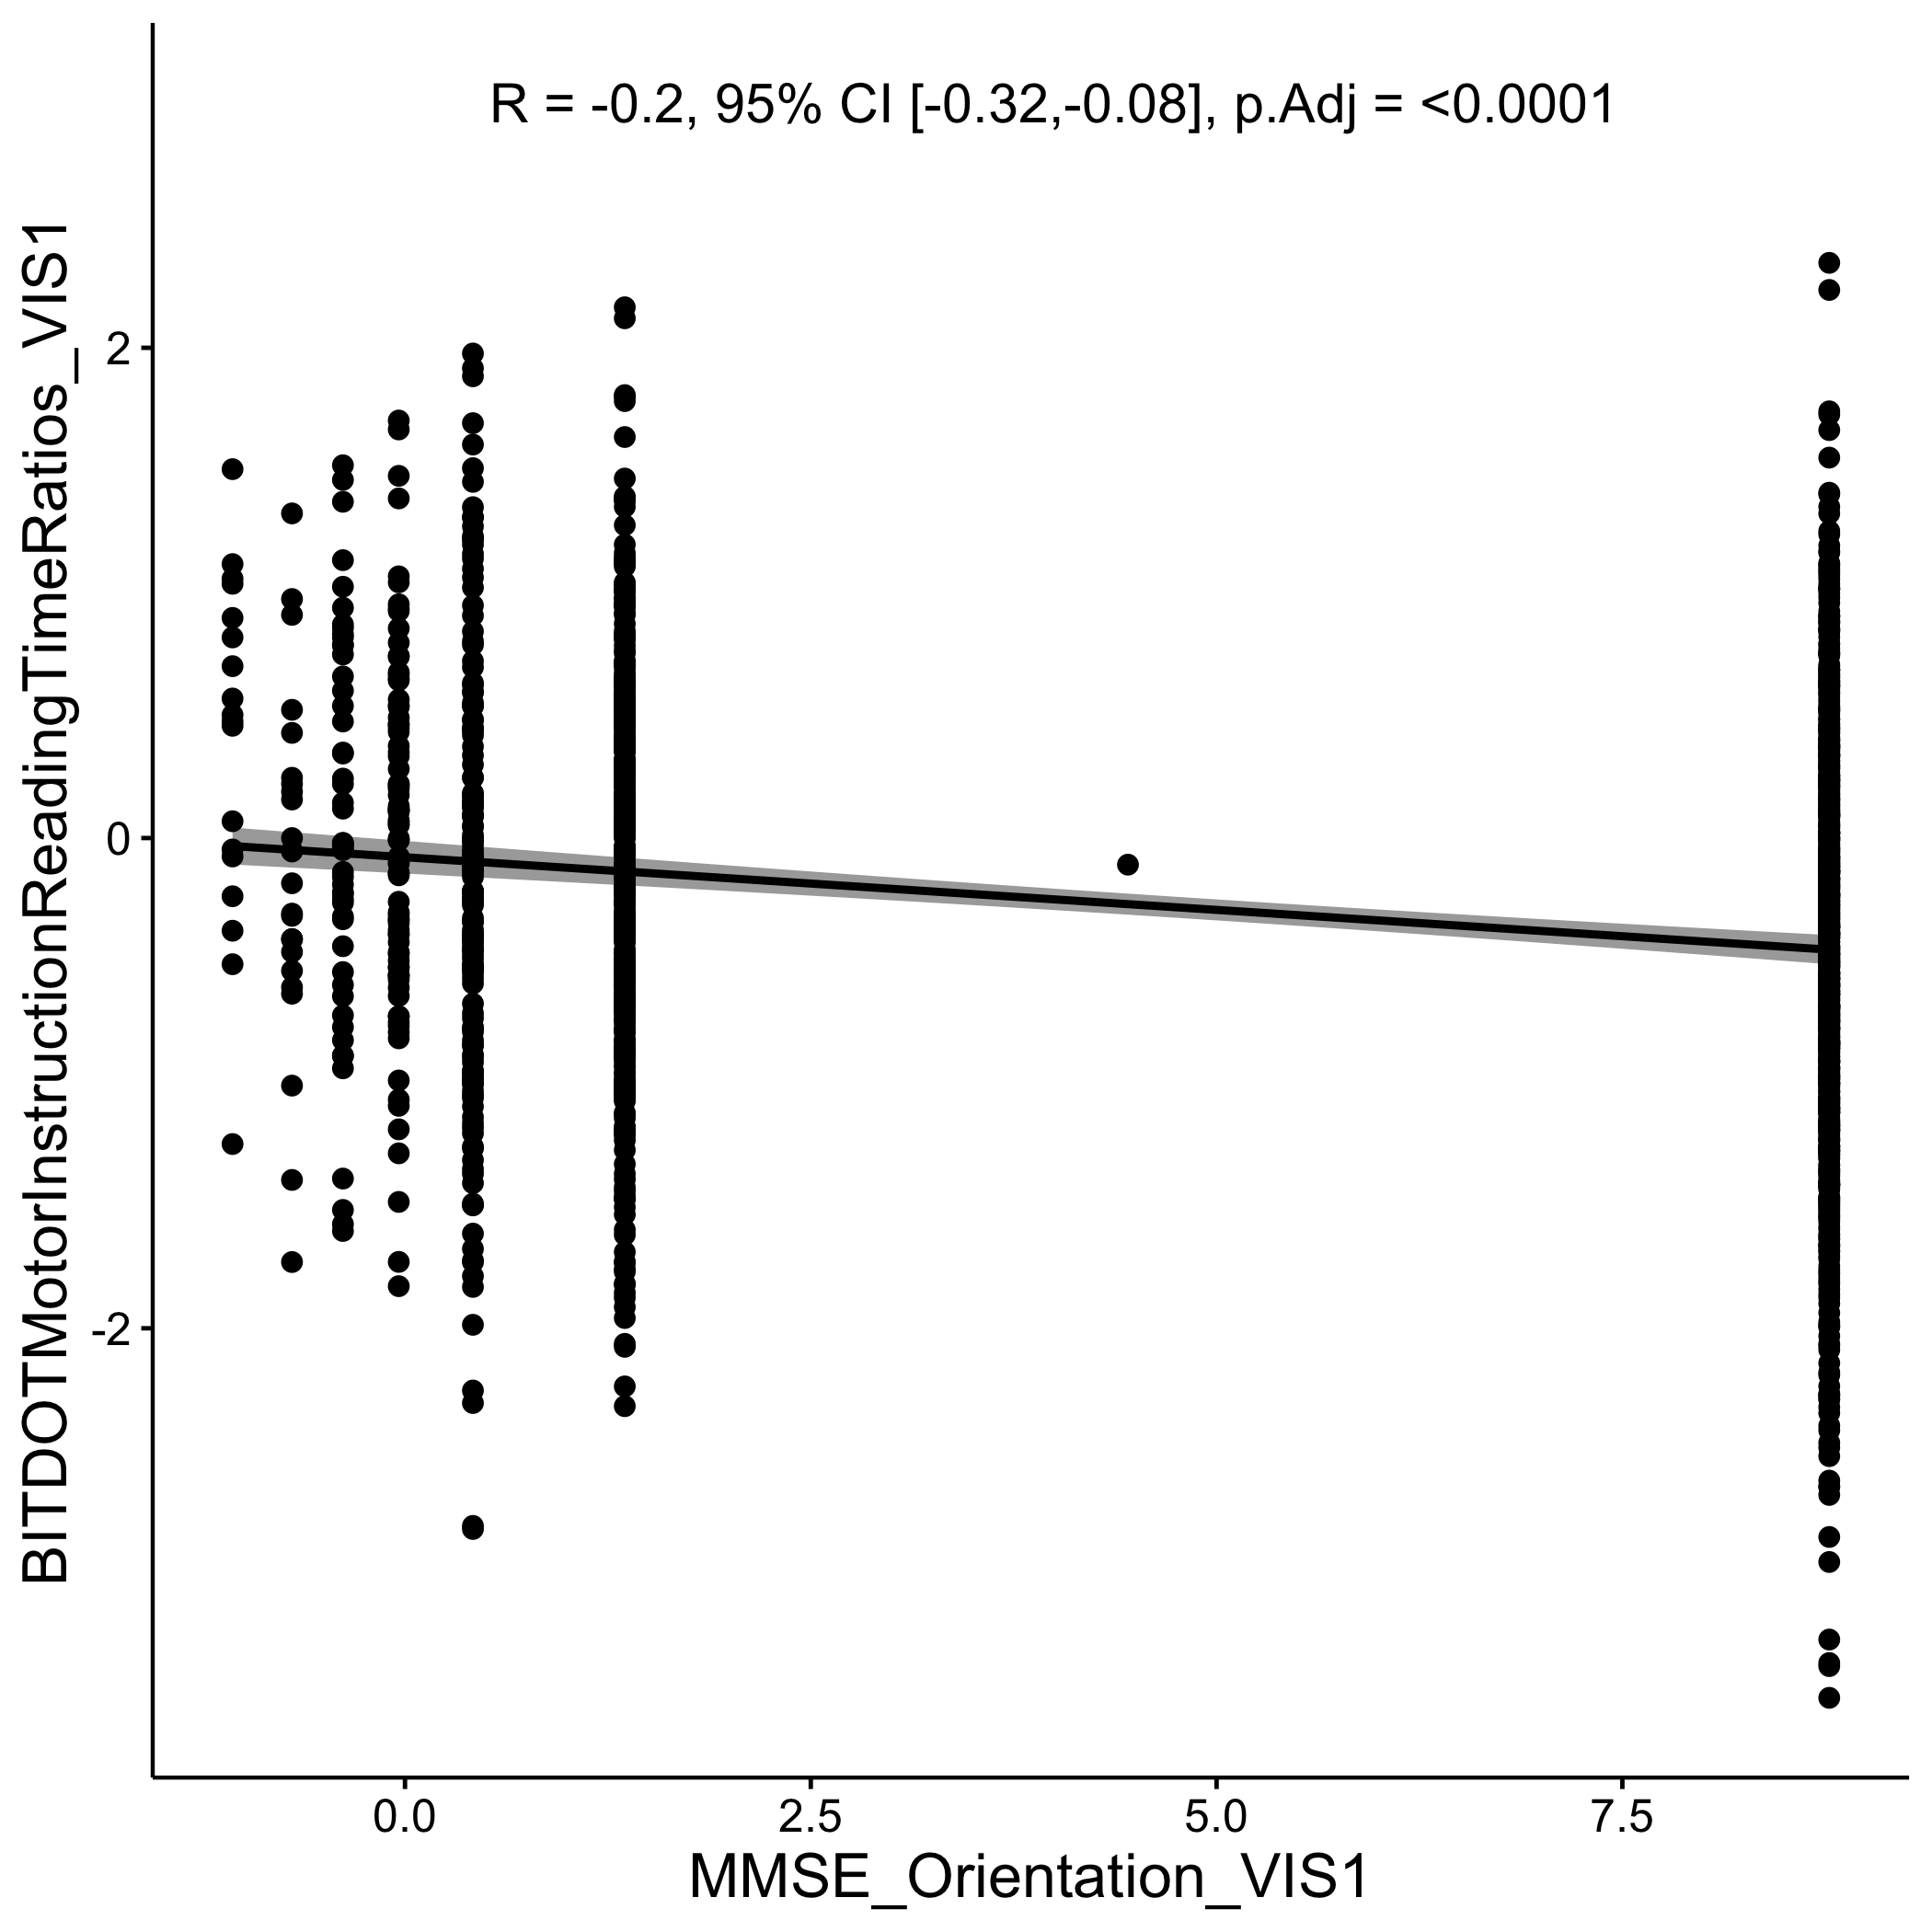 R = -0.2, 95% CI [-0.32,-0.08], p.Adj = <0.0001
BITDOTMotorInstructionReadingTimeRatios_VIS1
2
0
-2
0.0
2.5
5.0
7.5
MMSE_Orientation_VIS1